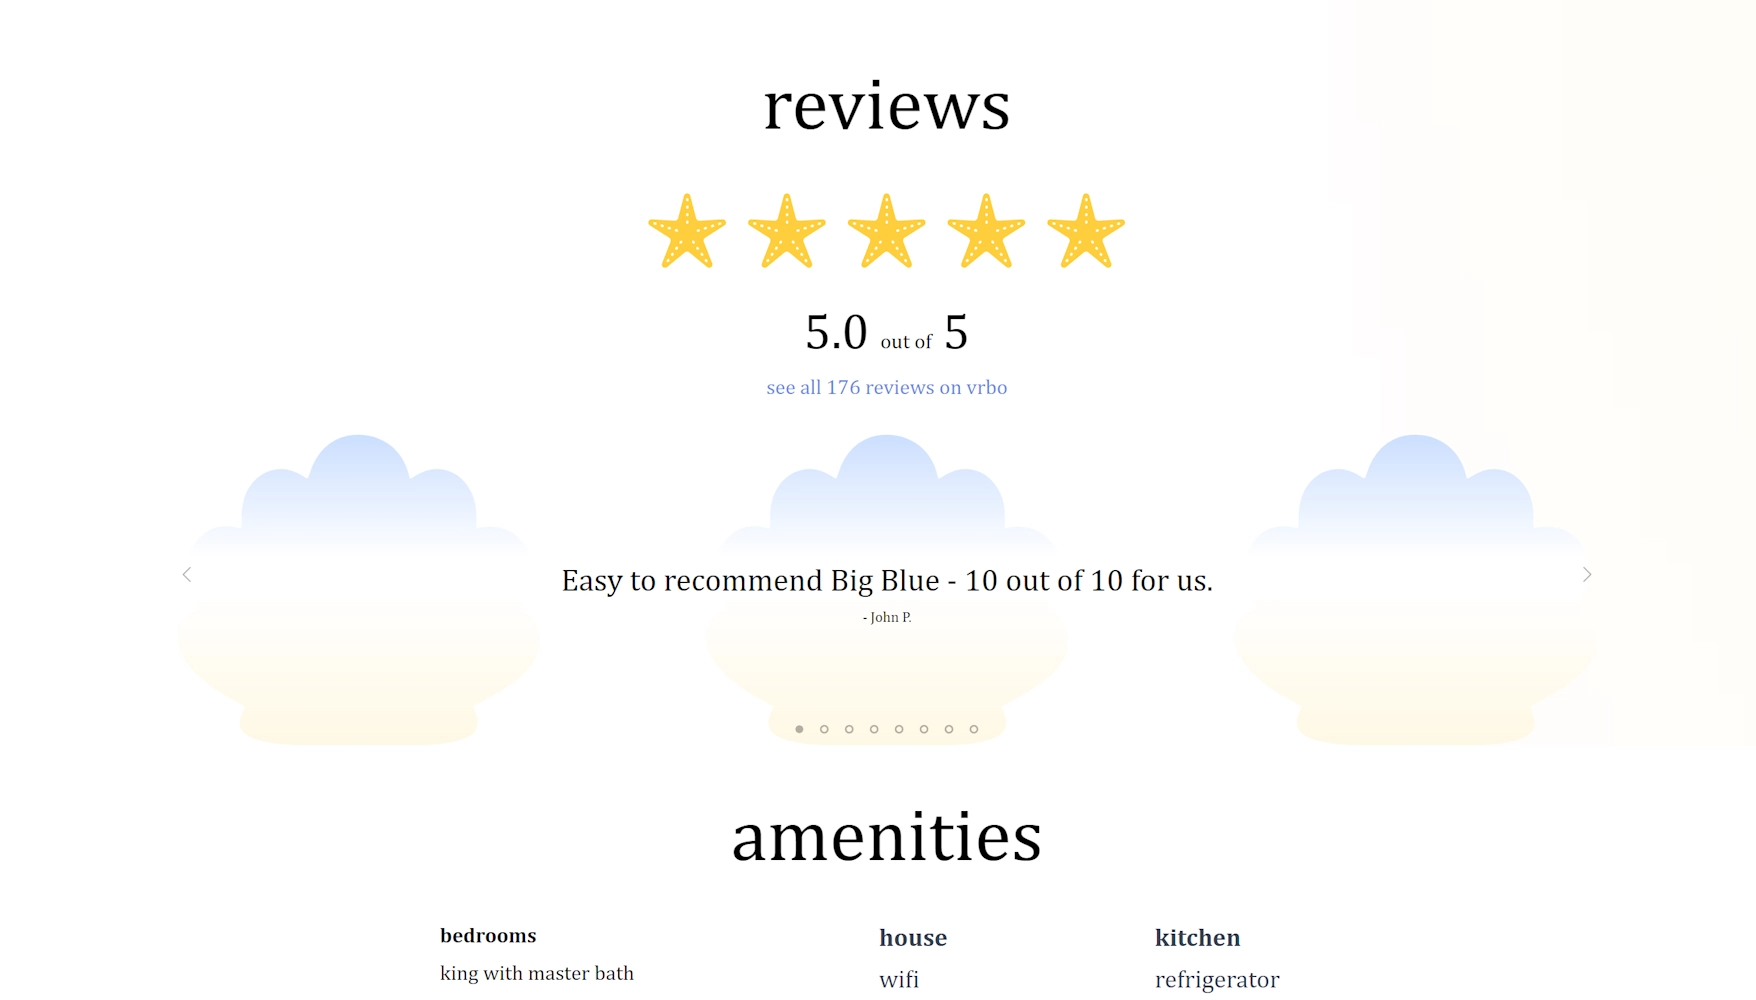 reviews
5.0 out of 5
see all 176 reviews on vrbo
Easy to recommend Big Blue - 10 out of 10 for us.
- John P.
amenities
bedrooms
king with master bath
house
wifi
kitchen
refrigerator